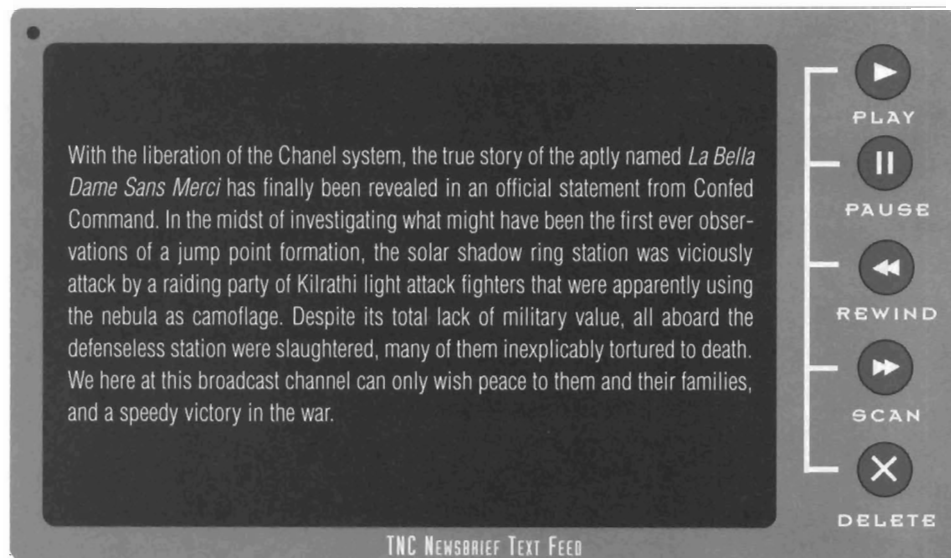 With the liberation of the Chanel system, the true story of the aptly named La Bella
Dame Sans Merci has finally been revealed in an official statement from Confed
Command. In the midst of investigating what might have been the first ever obser-
vations of a jump point formation, the solar shadow ring station was viciously
attack by a raiding party of Kilrathi light attack fighters that were apparently using
the nebula as camoflage. Despite its total lack of military value, all aboard the
defenseless station were slaughtered, many of them inexplicably tortured to death.
We here at this broadcast channel can only wish peace to them and their families,
and a speedy victory in the war.
TNC NEWSBRIEF TEXT FEED
PLAY
PAUSE
REWIND
SCAN
DELETE